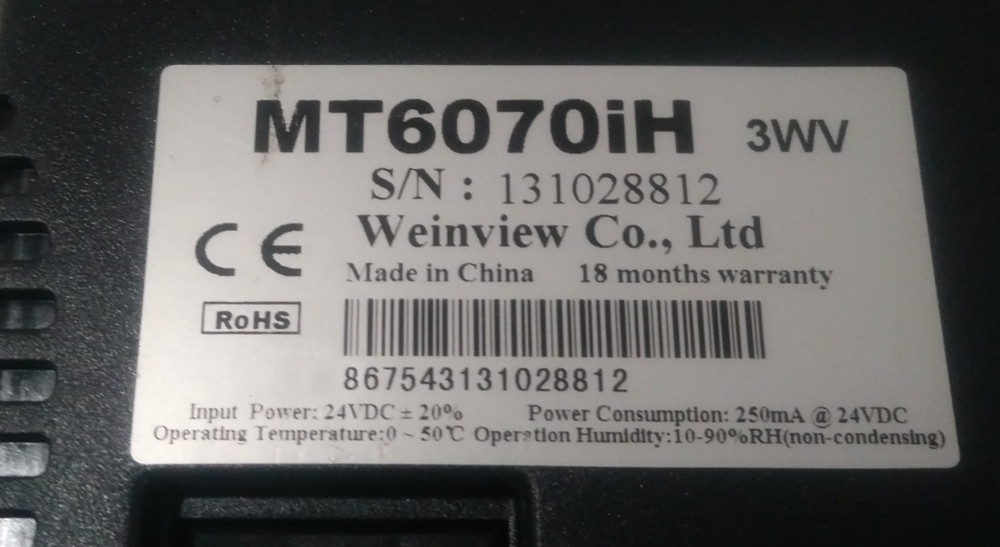 MT6070iH 3WV
S/N : 131028812
Weinview Co., Ltd
CE
Made in China 18 months warranty
RoHS
867543131028812
Input Power: 24VDC ± 20% Power Consumption: 250mA @ 24VDC
Operating Temperature:0 ~ 50℃ Operation Humidity:10-90%RH(non-condensing)